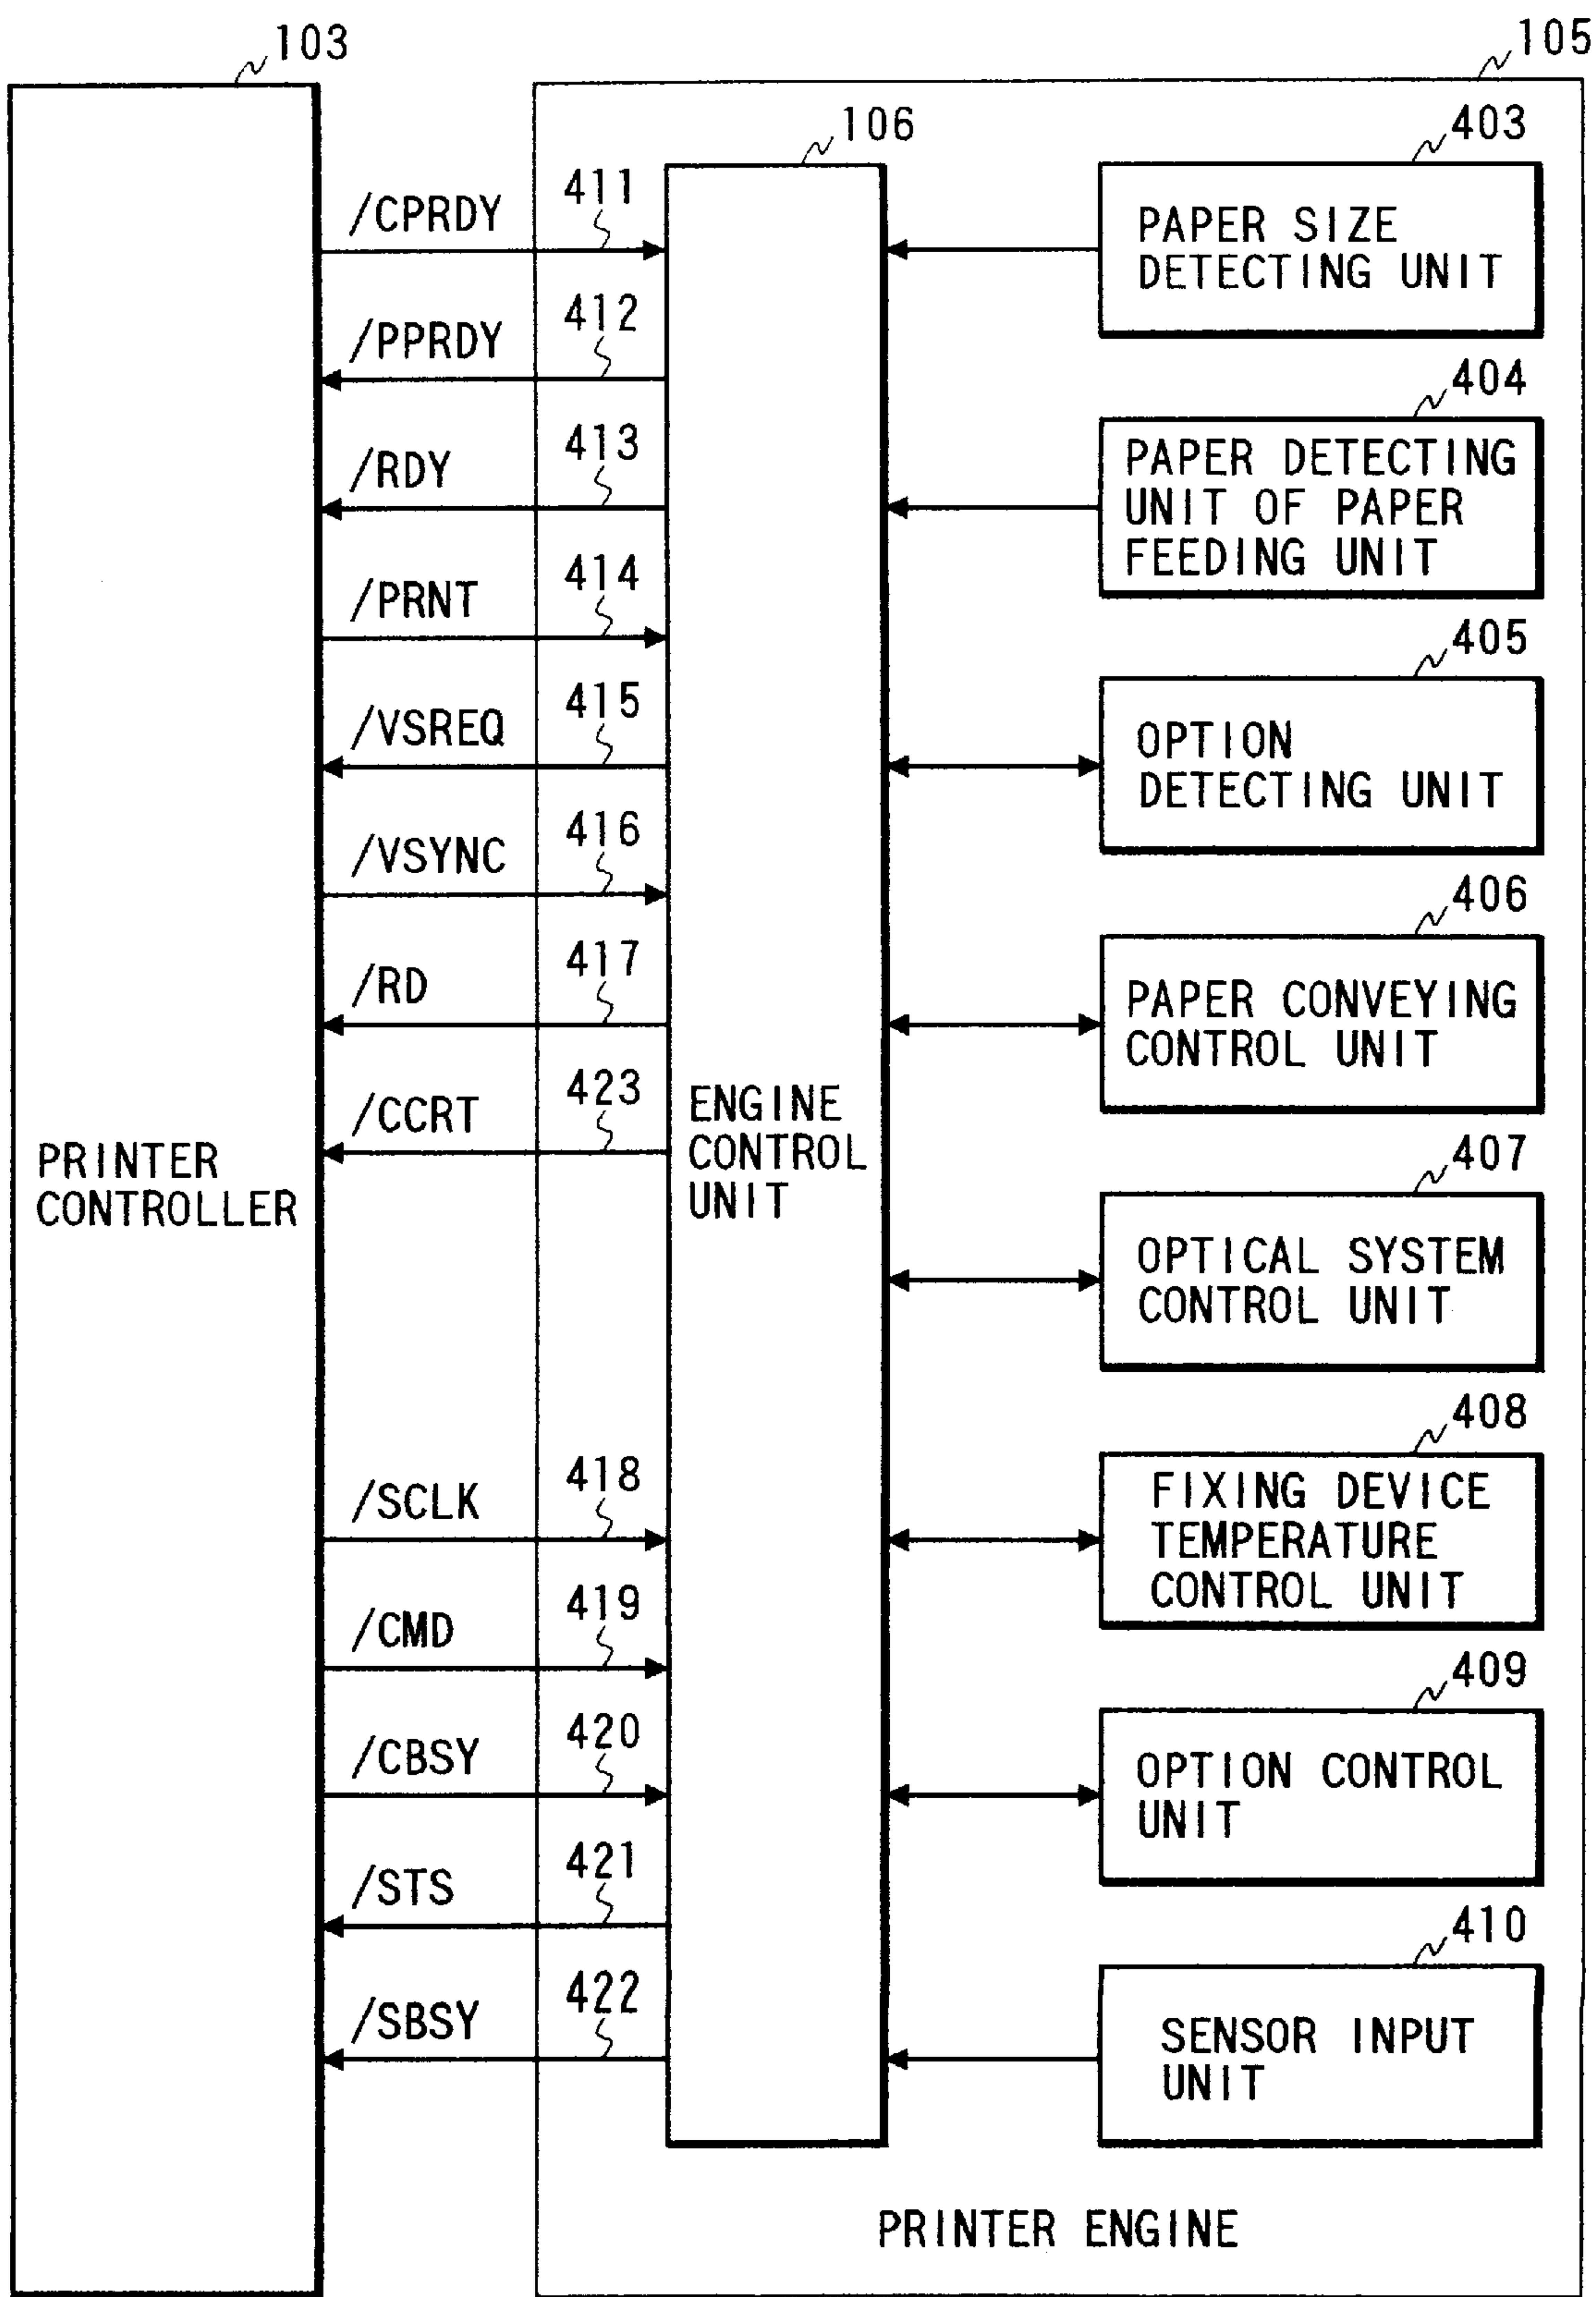 103
105
106
403
/CPRDY
411
PAPER SIZE
DETECTING UNIT
/PPRDY
412
404
/RDY
413
PAPER DETECTING
UNIT OF PAPER
FEEDING UNIT
/PRNT
414
405
/VSREQ
415
OPTION
DETECTING UNIT
/VSYNC
416
406
/RD
417
PAPER CONVEYING
CONTROL UNIT
/CCRT
423
PRINTER
CONTROLLER
ENGINE
CONTROL
UNIT
407
OPTICAL SYSTEM
CONTROL UNIT
408
/SCLK
418
FIXING DEVICE
TEMPERATURE
CONTROL UNIT
/CMD
419
409
/CBSY
420
OPTION CONTROL
UNIT
/STS
421
410
/SBSY
422
SENSOR INPUT
UNIT
PRINTER ENGINE